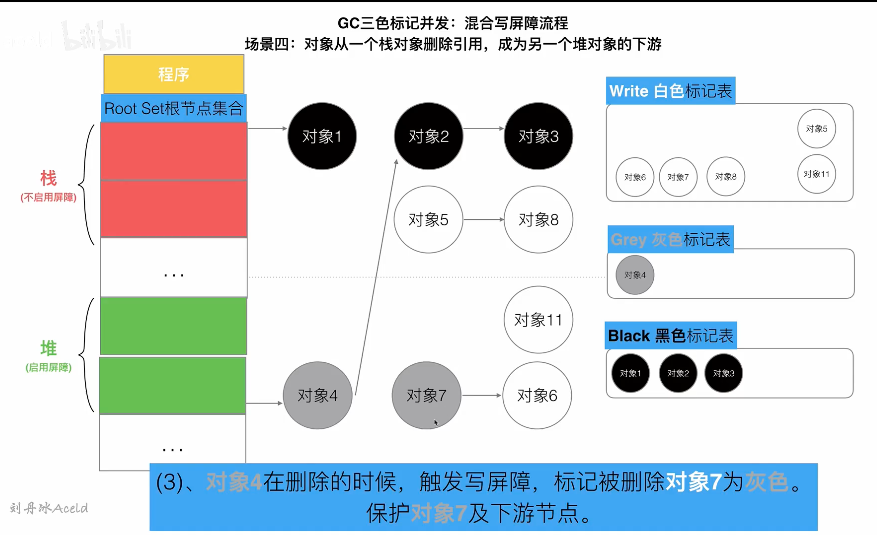 GC三色标记并发：混合写屏障流程
场景四：对象从一个栈对象删除引用，成为另一个堆对象的下游
bilibili
程序
Root Set根节点集合
栈
(不启用屏障)
...
堆
(启用屏障)
...
对象1
对象2
对象3
对象5
对象8
对象11
对象4
对象7
对象6
Write 白色标记表
对象5
对象6
对象7
对象8
对象11
Grey 灰色标记表
对象4
Black 黑色标记表
对象1
对象2
对象3
(3)、对象4在删除的时候，触发写屏障，标记被删除对象7为灰色。
保护对象7及下游节点。
刘丹冰Aceld